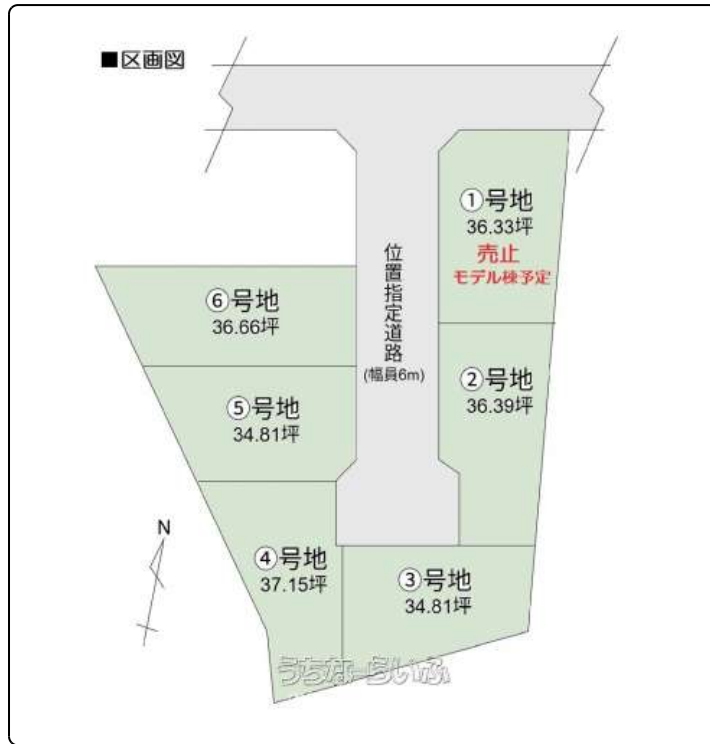 ■区画図
①号地
36.33坪
売止
モデル棟予定
位置指定道路
(幅員6m)
⑥号地
36.66坪
②号地
36.39坪
⑤号地
34.81坪
N
④号地
37.15坪
③号地
34.81坪
うちなーらいふ